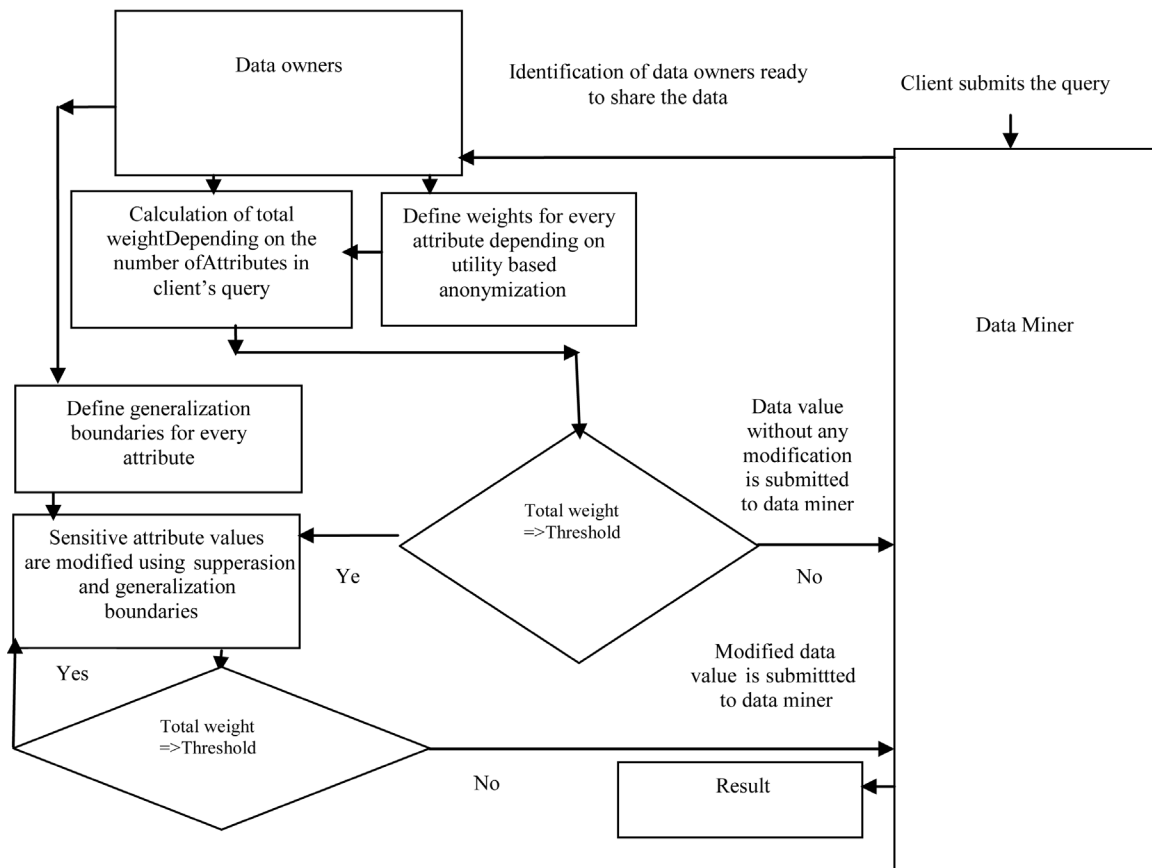 Data owners
Identification of data owners ready
to share the data
Client submits the query
Calculation of total
weightDepending on the
number ofAttributes in
client's query
Define weights for every
attribute depending on
utility based
anonymization
Data Miner
Define generalization
boundaries for every
attribute
Data value
without any
modification
is submitted
to data miner
Total weight
=>Threshold
Sensitive attribute values
are modified using supperasion
and generalization
boundaries
Ye
No
Yes
Modified data
value is submittted
to data miner
Total weight
=>Threshold
No
Result